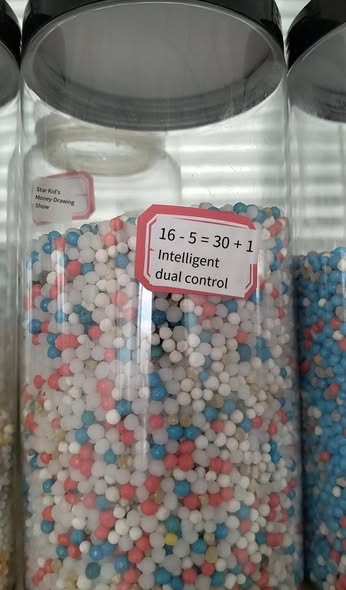 Star Kid's
Money-Drawing
Show
16 - 5 = 30 + 1
Intelligent
dual control